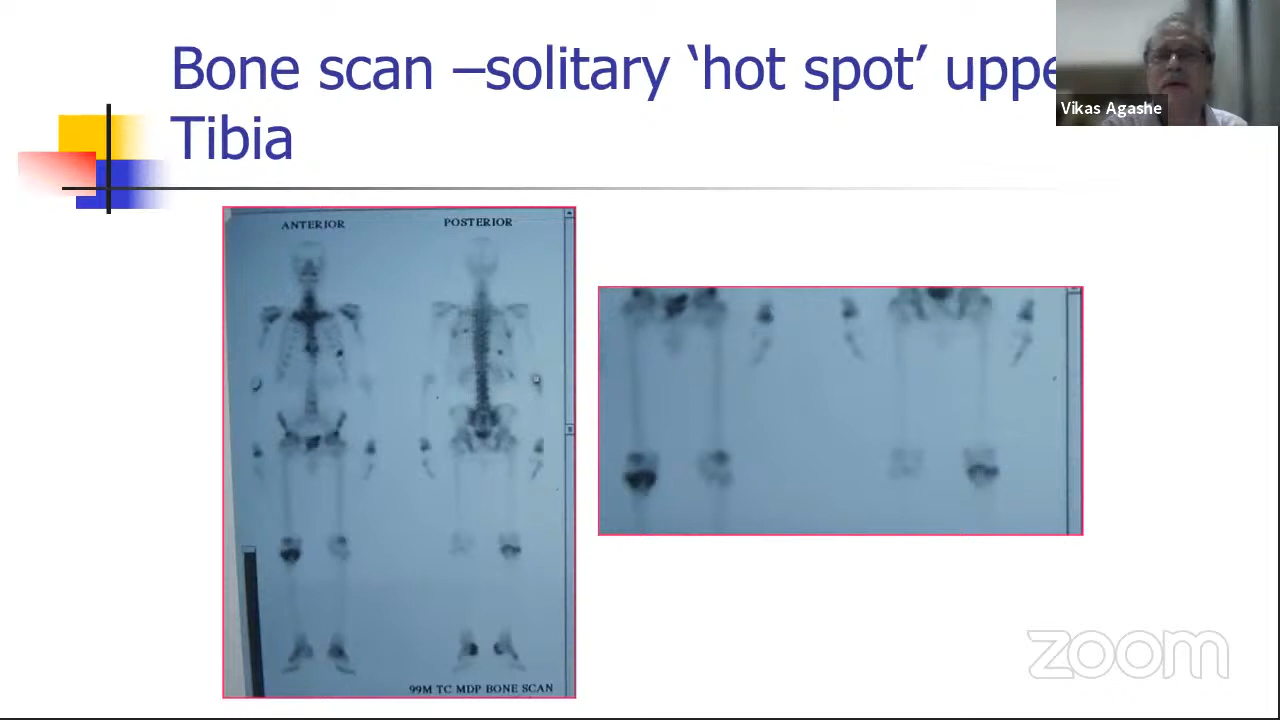 Bone scan –solitary ‘hot spot’ uppe
Tibia
Vikas Agashe
ANTERIOR
POSTERIOR
99M TC MDP BONE SCAN
zoom